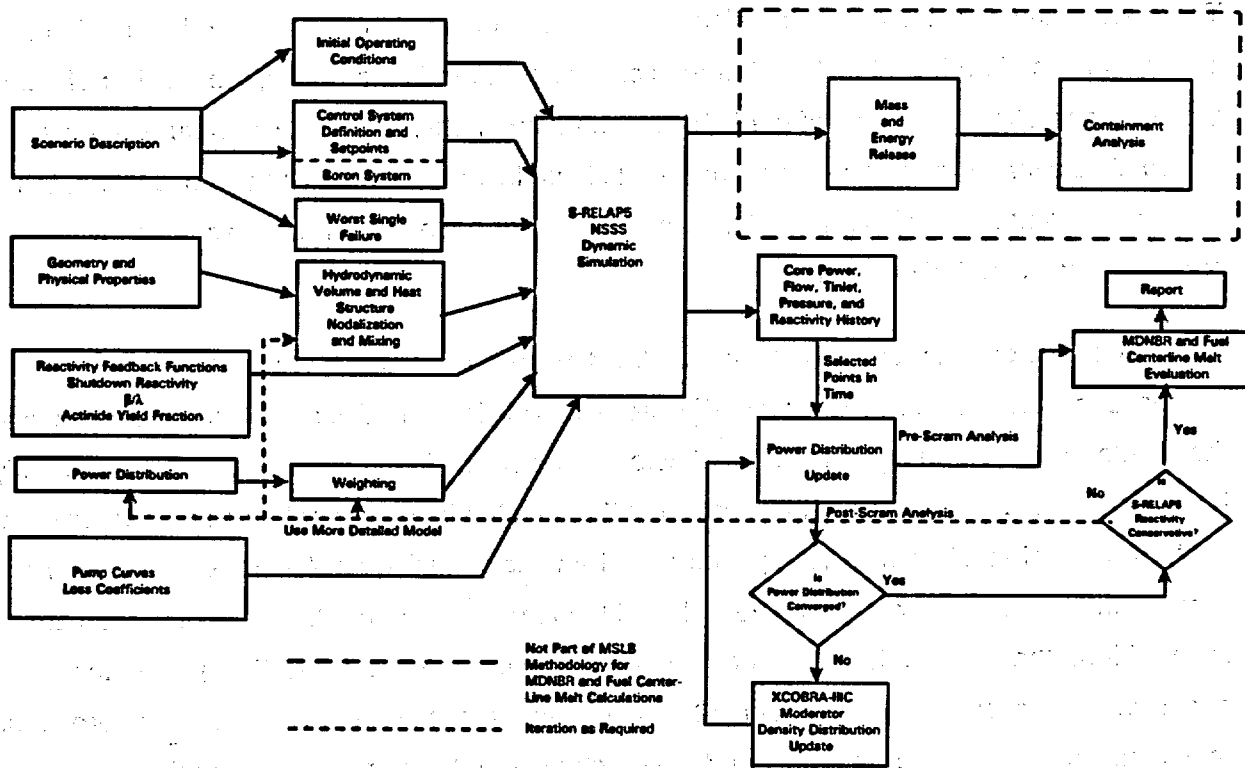 Initial Operating
Conditions
Scenario Description
Control System
Definition and
Setpoints
Boron System
Worst Single
Failure
Geometry and
Physical Properties
Hydrodynamic
Volume and Heat
Structure
Nodalization
and Mixing
Reactivity Feedback Functions
Shutdown Reactivity
β/λ
Actinide Yield Fraction
Power Distribution
Weighting
Use More Detailed Model
Pump Curves
Loss Coefficients
S-RELAP5
NSSS
Dynamic
Simulation
Mass
and
Energy
Release
Containment
Analysis
Core Power,
Flow, Tinlet,
Pressure, and
Reactivity History
Selected
Points in
Time
Power Distribution
Update
Pre-Scram Analysis
Post-Scram Analysis
Report
MDNBR and Fuel
Centerline Melt
Evaluation
Yes
No
Is
S-RELAP5
Reactivity
Conservative?
Is
Power Distribution
Converged?
Yes
No
XCOBRA-IIIC
Moderator
Density Distribution
Update
Not Part of MSLB
Methodology for
MDNBR and Fuel Center-
Line Melt Calculations
Iteration as Required